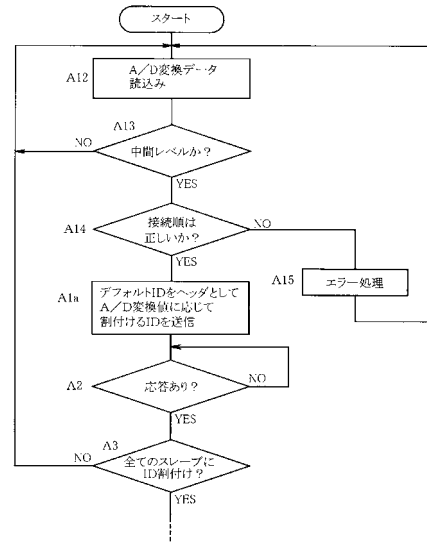 スタート
A12
A/D変換データ
読込み
A13
NO
中間レベルか?
YES
A14
接続順は
正しいか?
NO
YES
A15
エラー処理
A1a
デフォルトIDをヘッダとして
A/D変換値に応じて
割付けるIDを送信
A2
応答あり?
NO
YES
A3
NO
全てのスレーブに
ID割付け?
YES